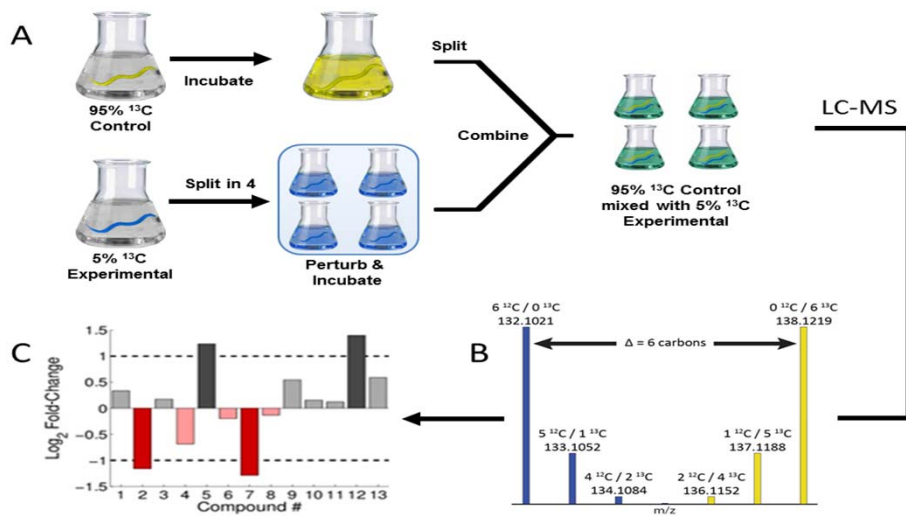 A
Incubate
95% ¹³C
Control
Split
Combine
LC-MS
Split in 4
5% ¹³C
Experimental
Perturb &
Incubate
95% ¹³C Control
mixed with 5% ¹³C
Experimental
B
6 ¹²C / 0 ¹³C
132.1021
0 ¹²C / 6 ¹³C
138.1219
Δ = 6 carbons
5 ¹²C / 1 ¹³C
133.1052
1 ¹²C / 5 ¹³C
137.1188
4 ¹²C / 2 ¹³C
134.1084
2 ¹²C / 4 ¹³C
136.1152
m/z
C
Log₂ Fold-Change
1.5
1
0.5
0
-0.5
-1
-1.5
1 2 3 4 5 6 7 8 9 10 11 12 13
Compound #